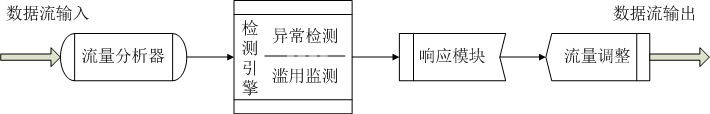 数据流输入
流量分析器
检测引擎
异常检测
滥用监测
响应模块
流量调整
数据流输出